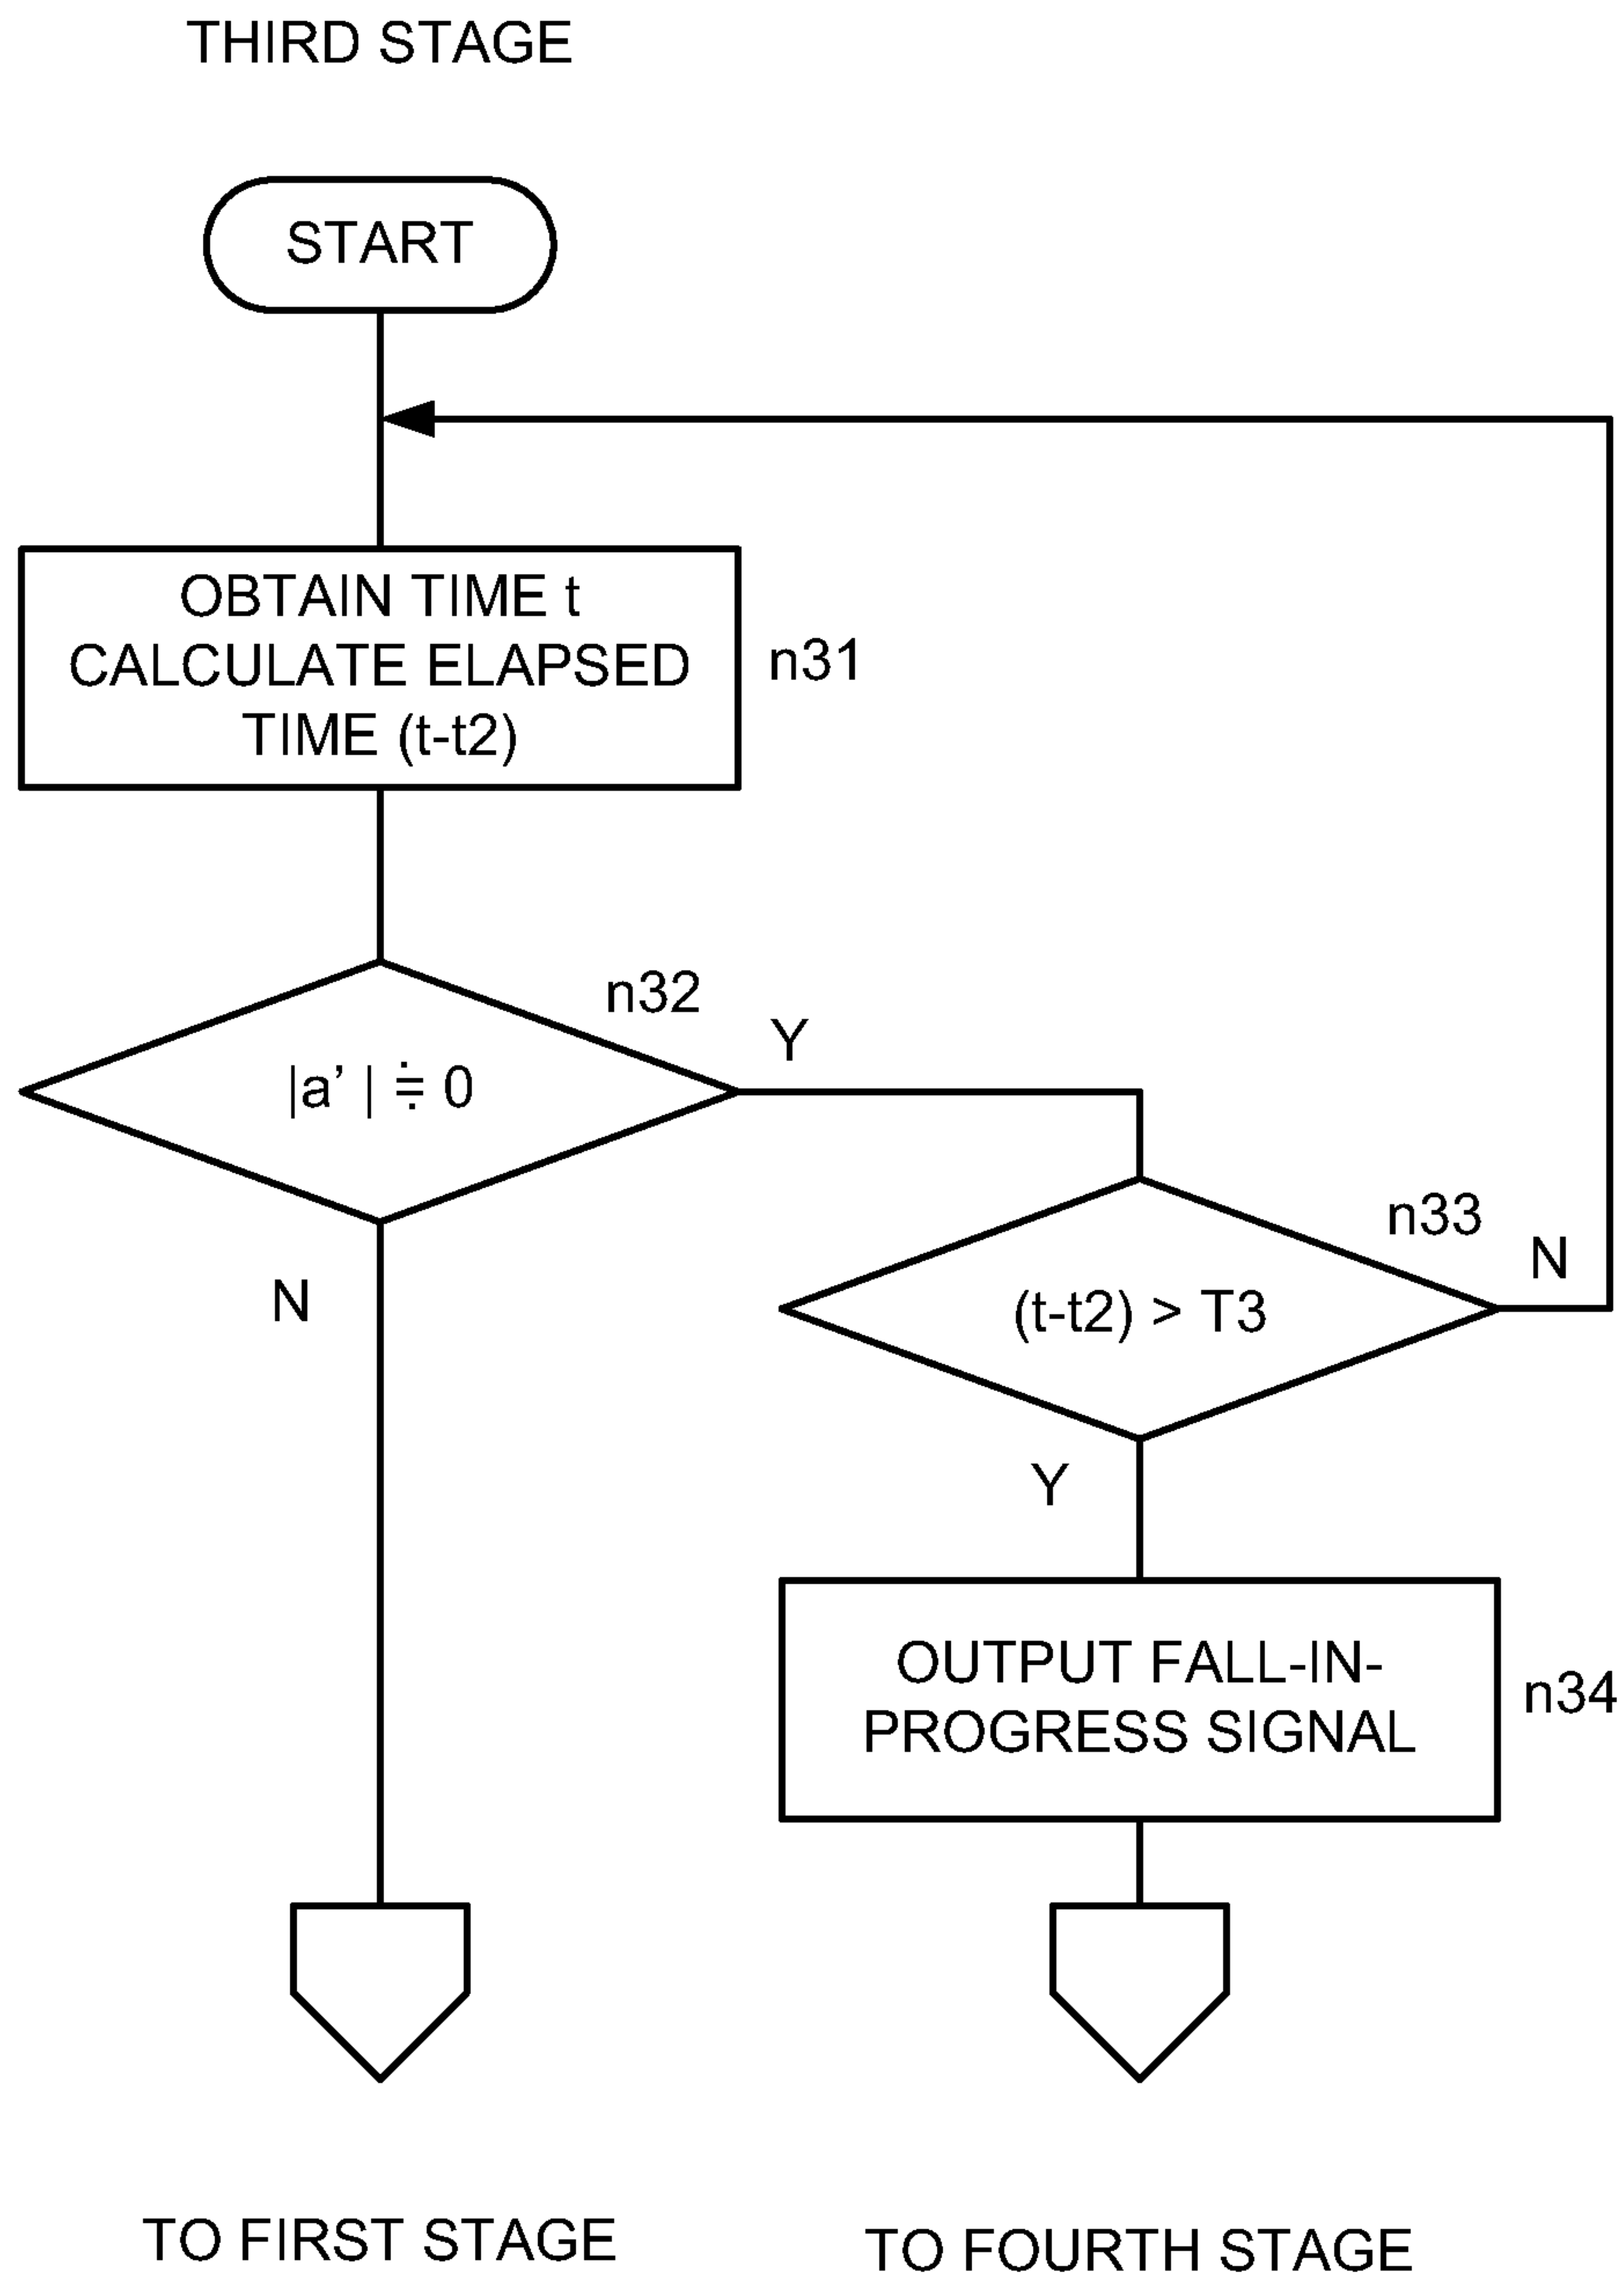 THIRD STAGE
START
OBTAIN TIME t
CALCULATE ELAPSED
TIME (t-t2)
n31
n32
|a’ | ≑ 0
Y
N
n33
(t-t2) > T3
N
Y
OUTPUT FALL-IN-
PROGRESS SIGNAL
n34
TO FIRST STAGE
TO FOURTH STAGE